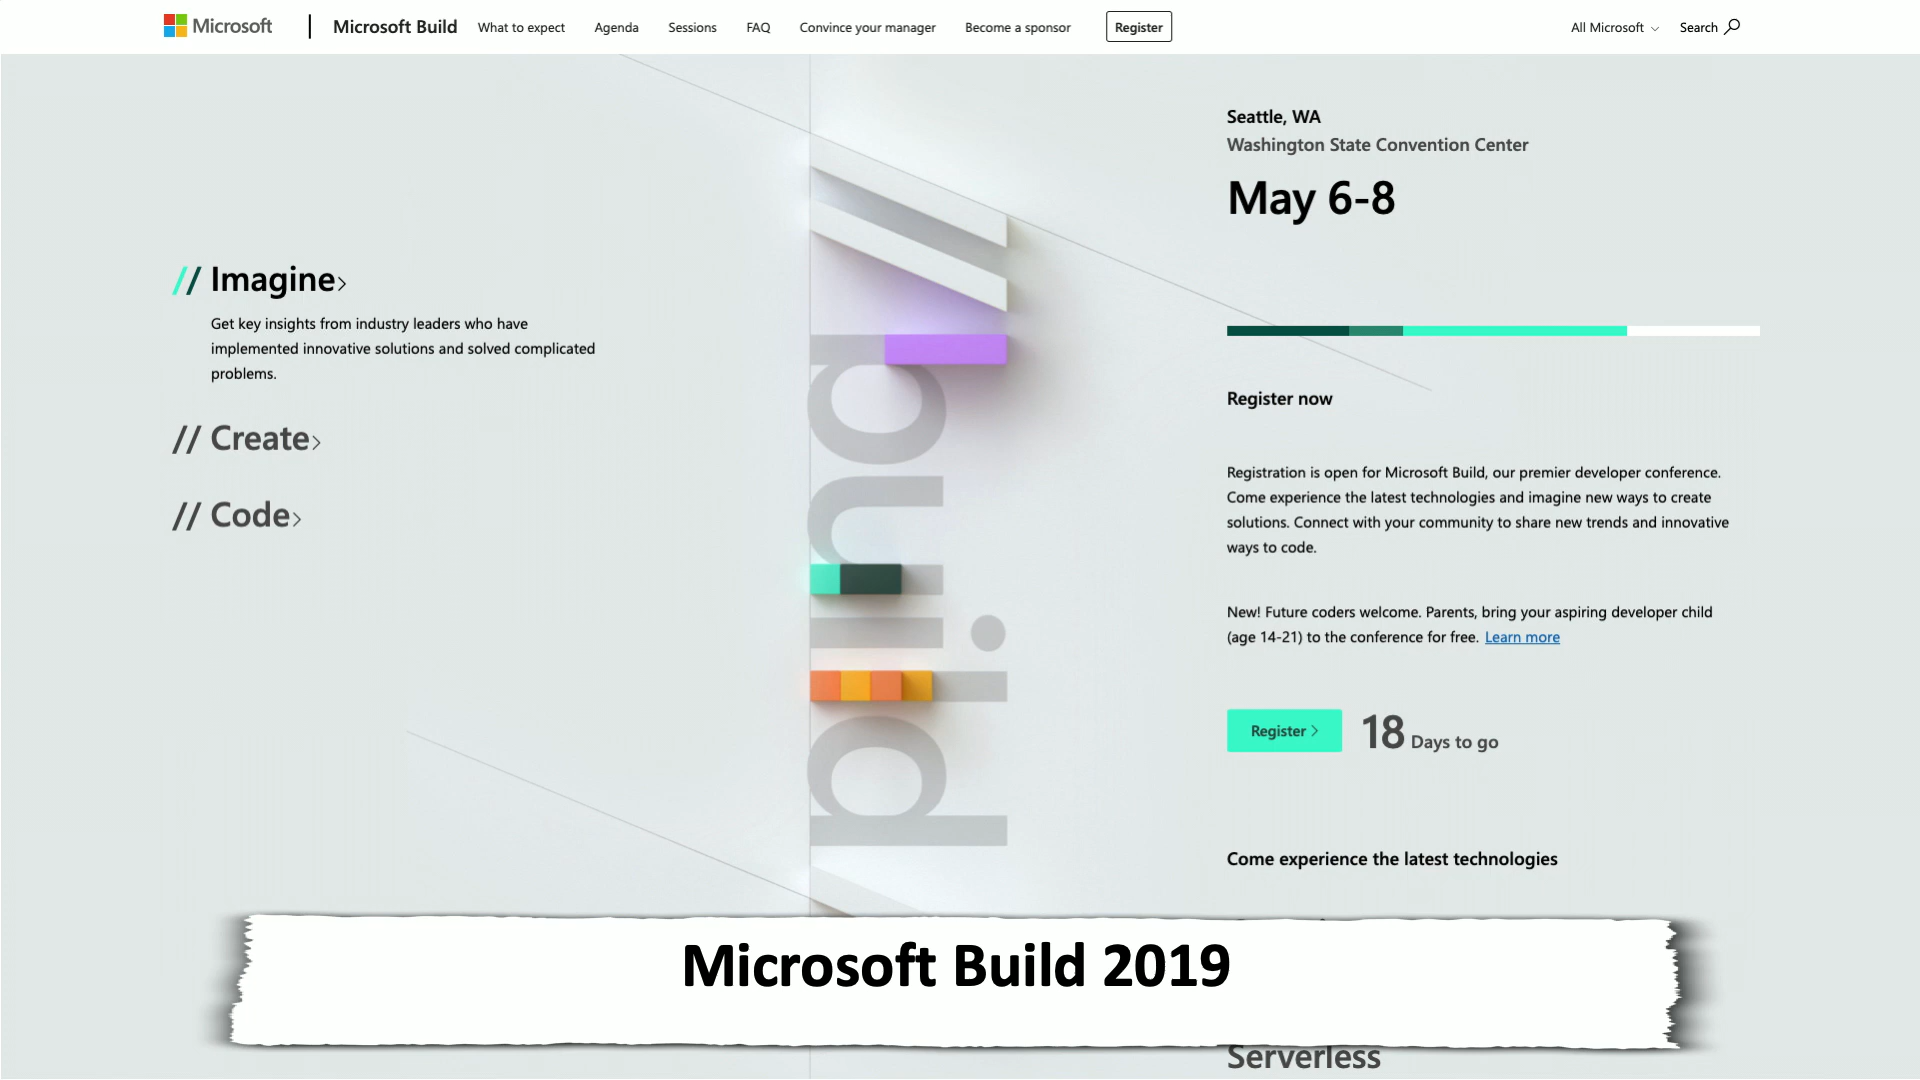 Microsoft
Microsoft Build
What to expect
Agenda
Sessions
FAQ
Convince your manager
Become a sponsor
Register
All Microsoft
Search
// Imagine
Get key insights from industry leaders who have
implemented innovative solutions and solved complicated
problems.
// Create
// Code
// build
Seattle, WA
Washington State Convention Center
May 6-8
Register now
Registration is open for Microsoft Build, our premier developer conference.
Come experience the latest technologies and imagine new ways to create
solutions. Connect with your community to share new trends and innovative
ways to code.
New! Future coders welcome. Parents, bring your aspiring developer child
(age 14-21) to the conference for free. Learn more
Register
18 Days to go
Come experience the latest technologies
Microsoft Build 2019
Serverless